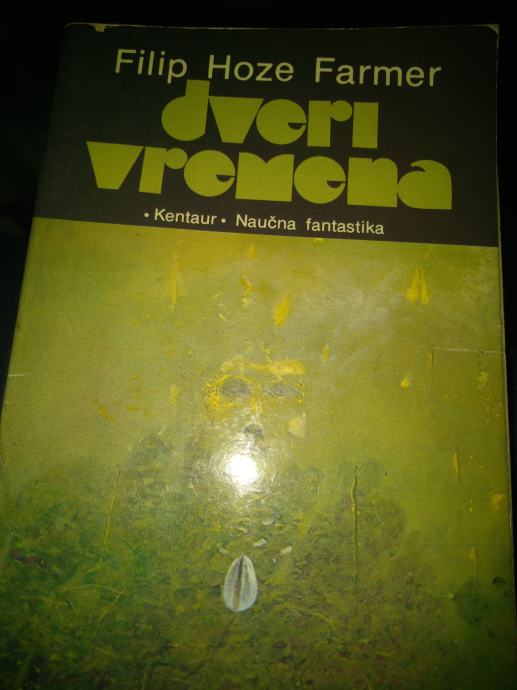 Filip Hoze Farmer
dveri
vremena
• Kentaur • Naučna fantastika